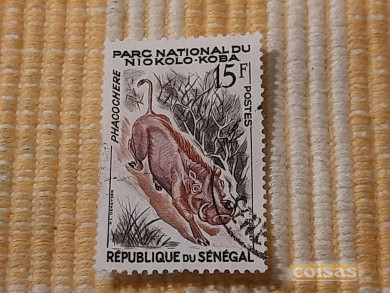 PARC NATIONAL DU
NIOKOLO-KOBA
15F
POSTES
PHACOCHERE
RÉPUBLIQUE DU SÉNÉGAL
coisas